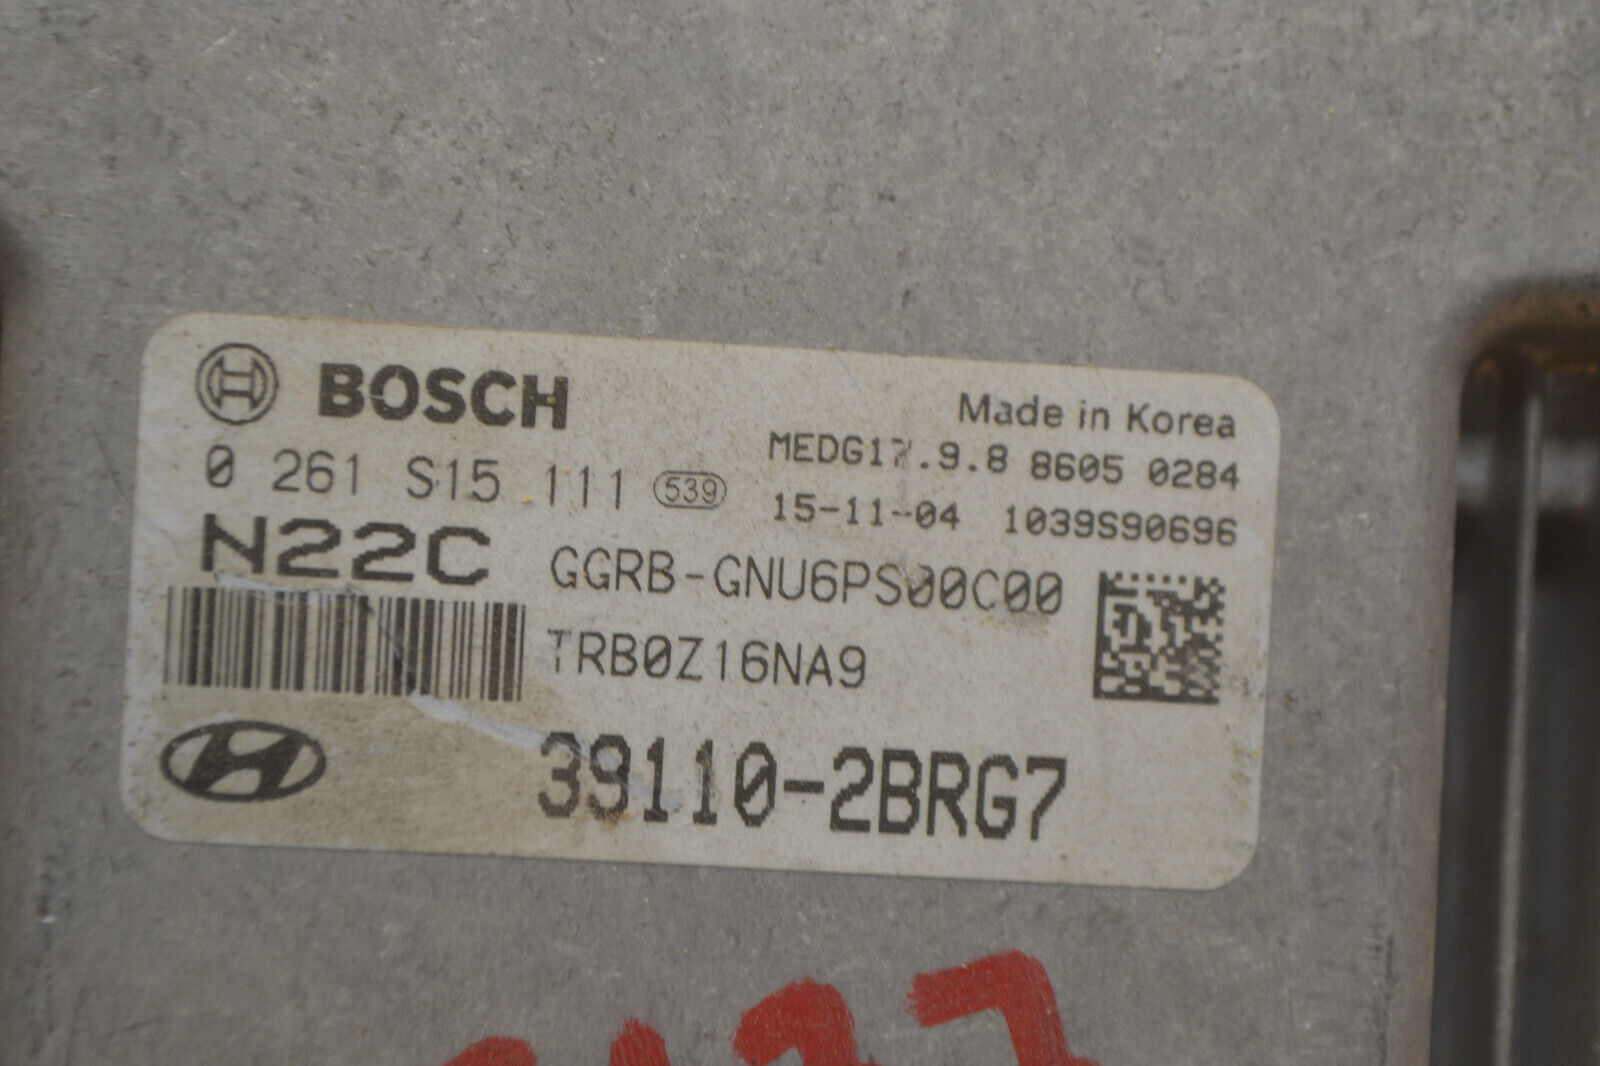 BOSCH
Made in Korea
0 261 S15 111 539
MEDG17.9.8 8605 0284
15-11-04 1039S90696
N22C GGRB-GNU6PS00C00
TRB0Z16NA9
39110-2BRG7